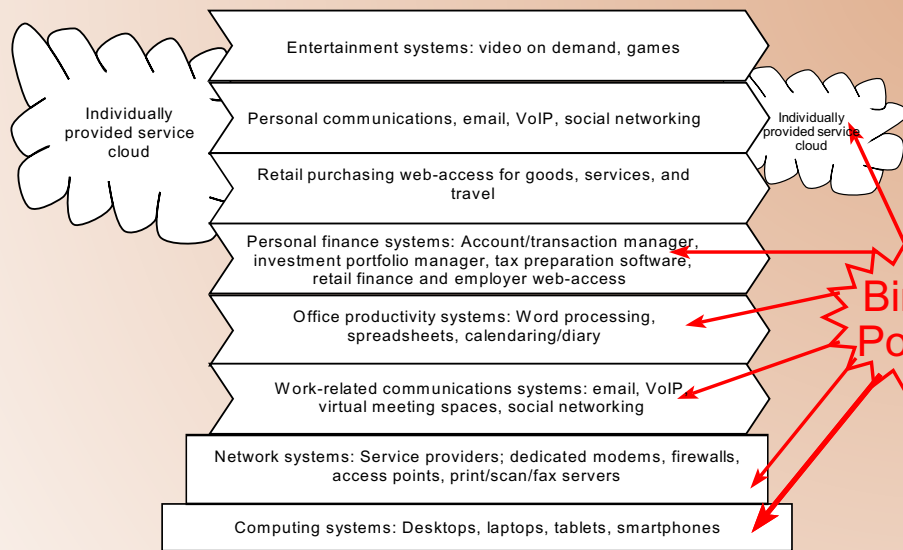 Entertainment systems: video on demand, games
Individually
provided service
cloud
Personal communications, email, VoIP, social networking
Individually
provided service
cloud
Retail purchasing web-access for goods, services, and
travel
Personal finance systems: Account/transaction manager,
investment portfolio manager, tax preparation software,
retail finance and employer web-access
Office productivity systems: Word processing,
spreadsheets, calendaring/diary
Work-related communications systems: email, VoIP,
virtual meeting spaces, social networking
Network systems: Service providers; dedicated modems, firewalls,
access points, print/scan/fax servers
Computing systems: Desktops, laptops, tablets, smartphones